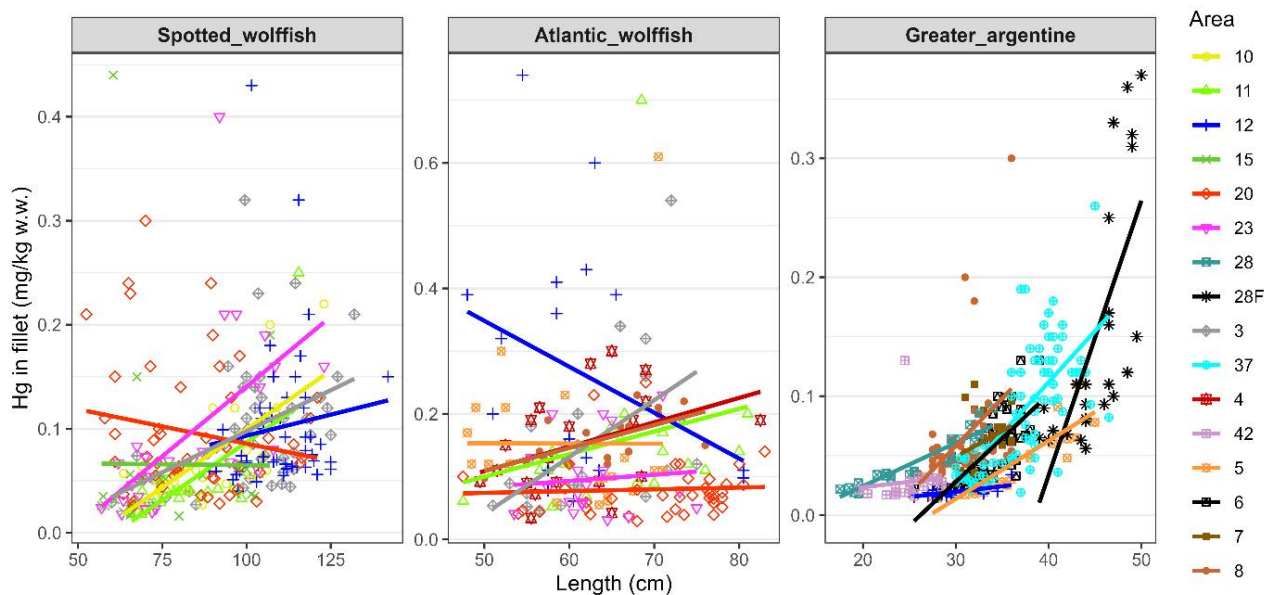 Spotted_wolffish
Atlantic_wolffish
Greater_argentine
Hg in fillet (mg/kg w.w.)
0.4
0.3
0.2
0.1
0.0
50 75 100 125
0.6
0.4
0.2
0.0
50 60 70 80
0.3
0.2
0.1
0.0
20 30 40 50
Length (cm)
Area
10
11
12
15
20
23
28
28F
3
37
4
42
5
6
7
8